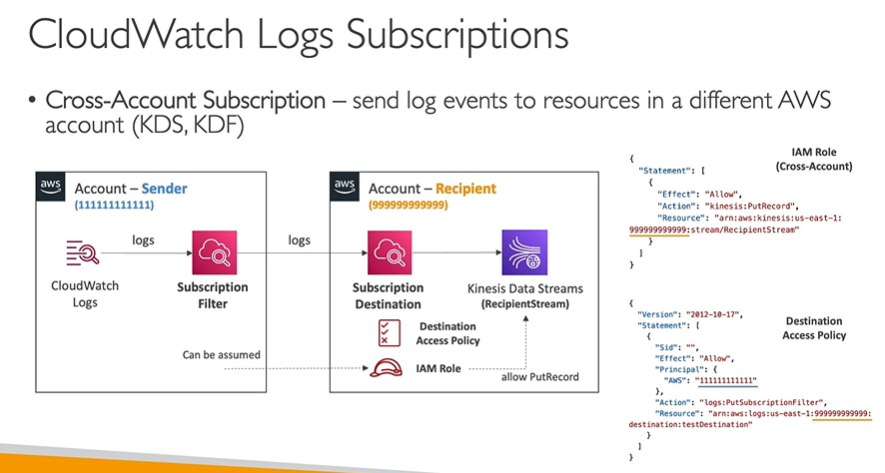 CloudWatch Logs Subscriptions
• Cross-Account Subscription – send log events to resources in a different AWS
account (KDS, KDF)
aws
Account – Sender
(111111111111)
logs
CloudWatch
Logs
Subscription
Filter
Can be assumed
logs
aws
Account – Recipient
(999999999999)
Subscription
Destination
Kinesis Data Streams
(RecipientStream)
Destination
Access Policy
IAM Role
allow PutRecord
IAM Role
(Cross-Account)
{
"Statement": [
{
"Effect": "Allow",
"Action": "kinesis:PutRecord",
"Resource": "arn:aws:kinesis:us-east-1:
999999999999:stream/RecipientStream"
}
]
}
Destination
Access Policy
{
"Version": "2012-10-17",
"Statement": [
{
"Sid": "",
"Effect": "Allow",
"Principal": {
"AWS": "111111111111"
},
"Action": "logs:PutSubscriptionFilter",
"Resource": "arn:aws:logs:us-east-1:999999999999:
destination:testDestination"
}
]
}